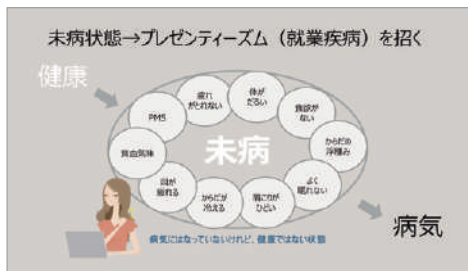 未病状態→プレゼンティーズム（就業疾病）を招く
健康
疲れ
がとれない
体が
だるい
食欲が
ない
PMS
からだの
浮腫み
未病
貧血気味
よく
眠れない
目が
疲れる
からだが
冷える
肩こりが
ひどい
病気
病気にはなっていないけれど、健康ではない状態